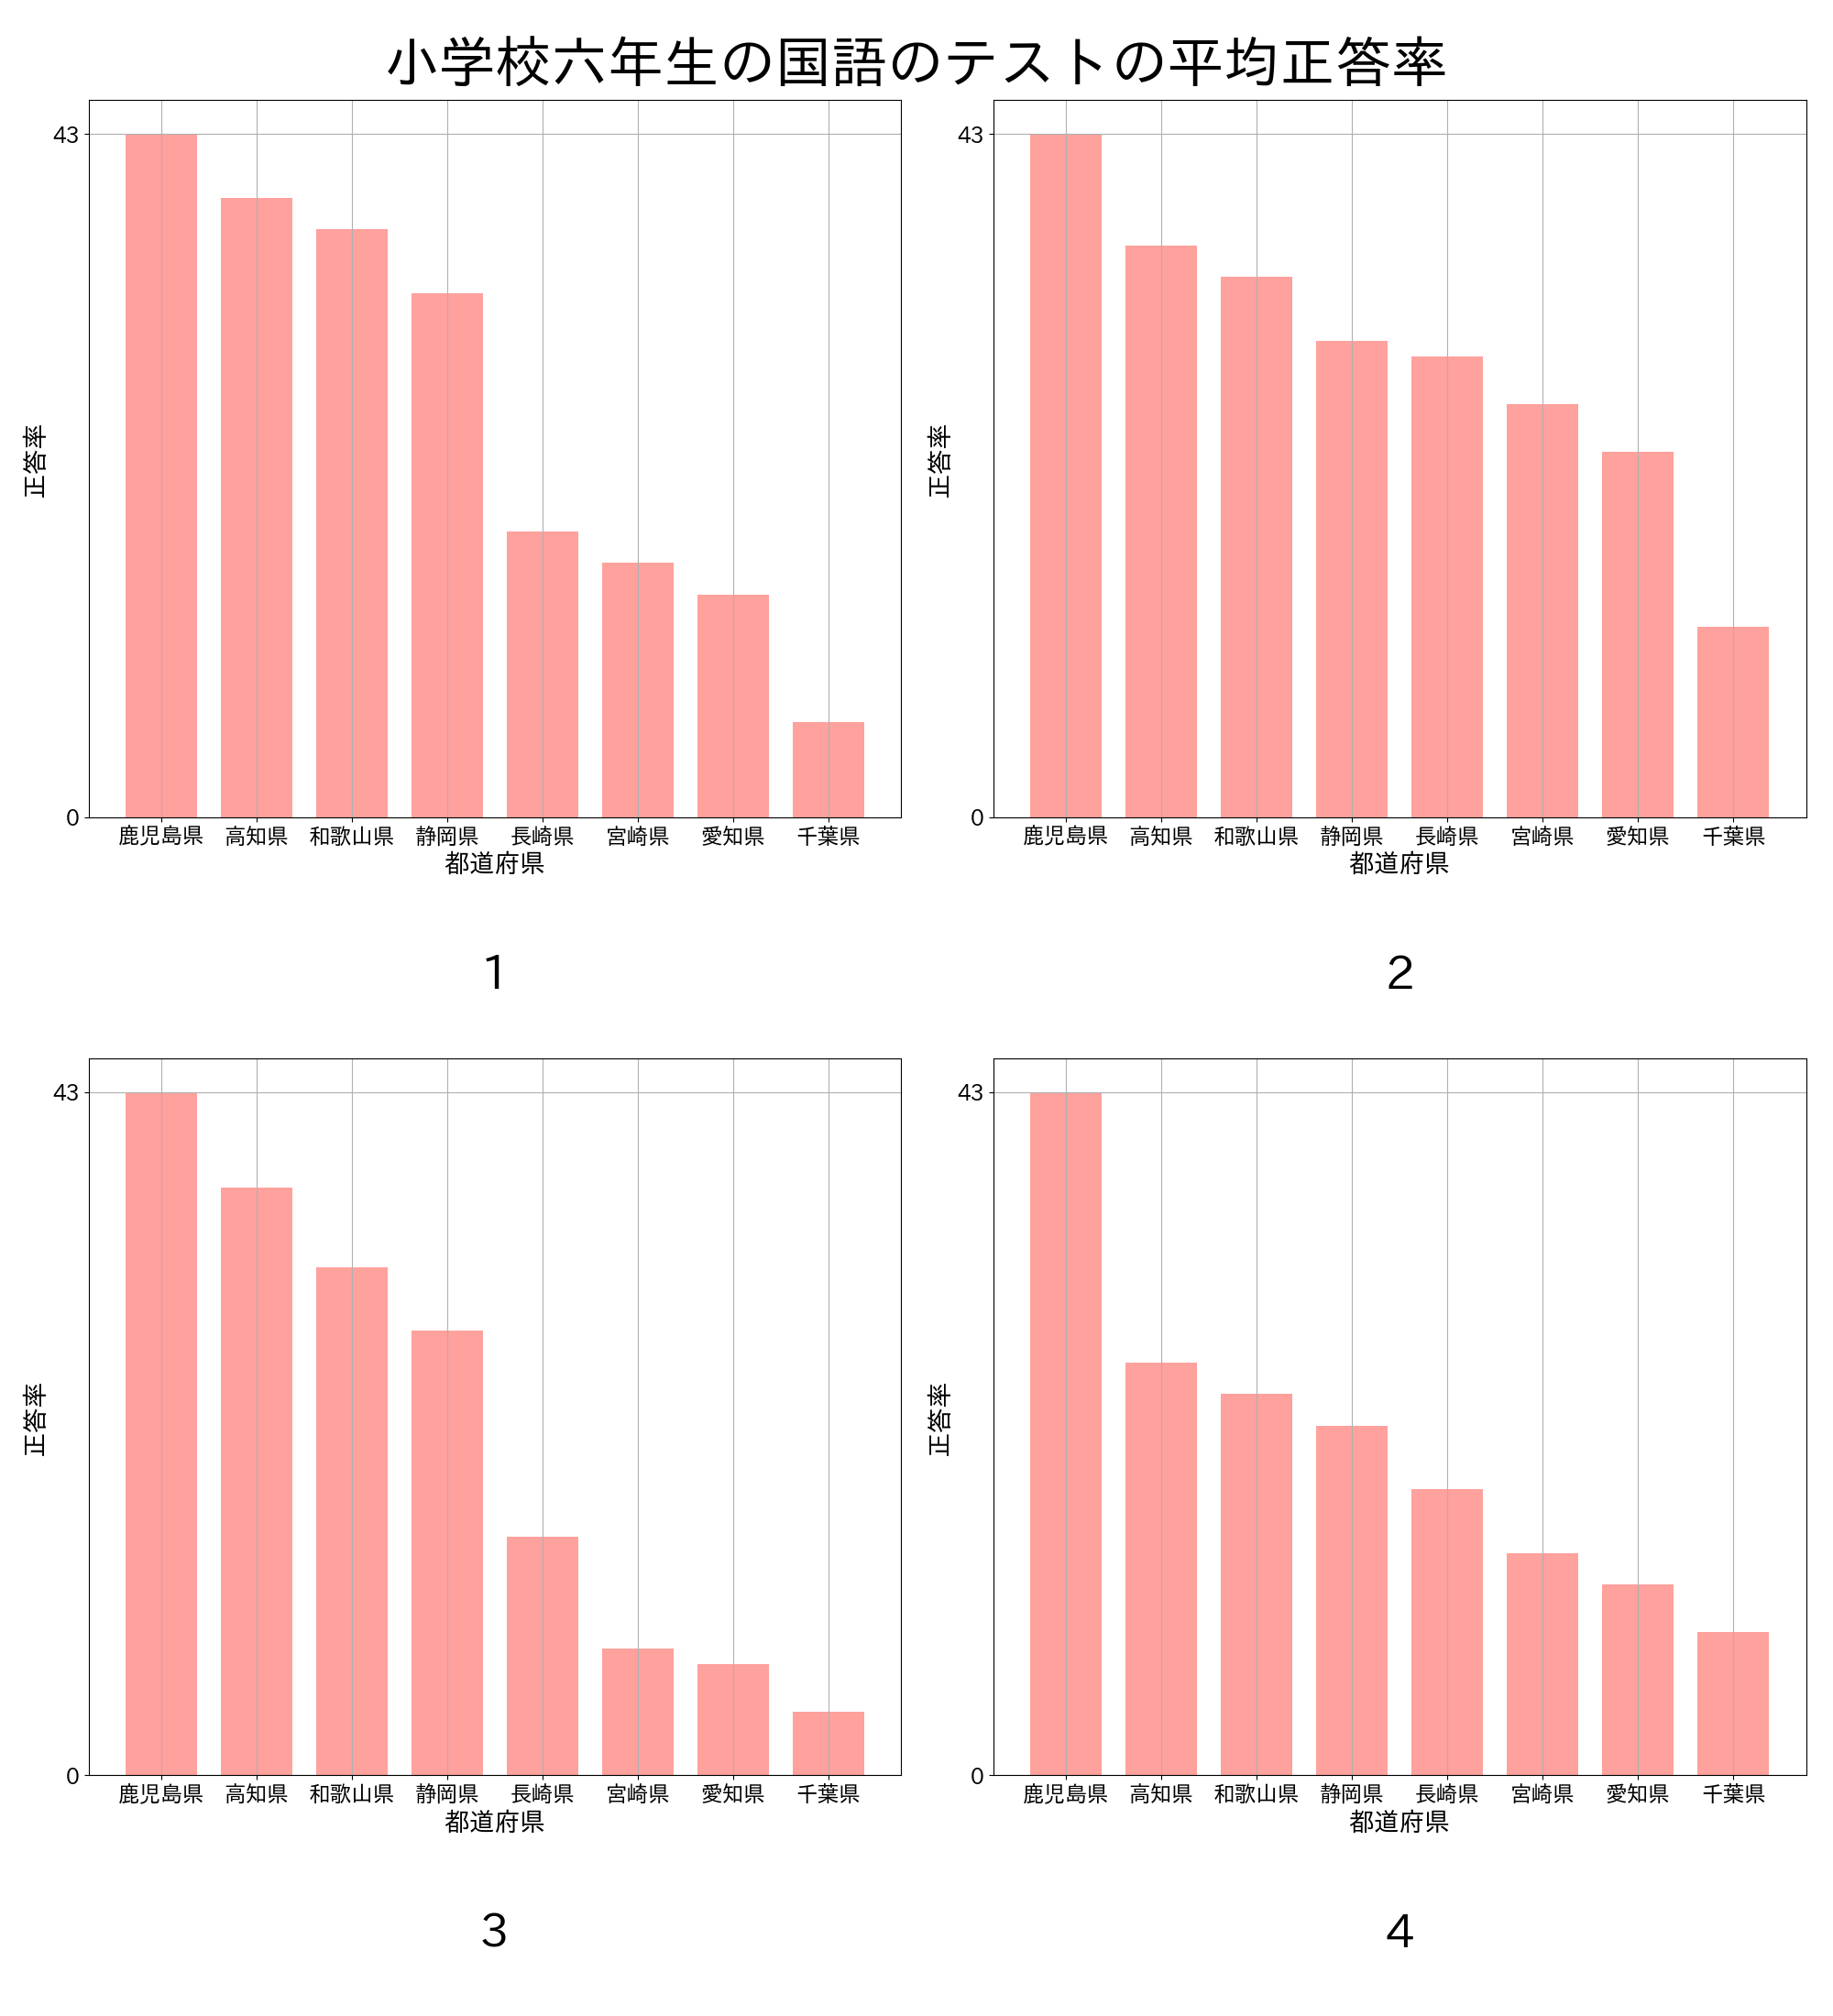 小学校六年生の国語のテストの平均正答率
43
0
正答率
鹿児島県 高知県 和歌山県 静岡県 長崎県 宮崎県 愛知県 千葉県
都道府県
1
43
0
正答率
鹿児島県 高知県 和歌山県 静岡県 長崎県 宮崎県 愛知県 千葉県
都道府県
2
43
0
正答率
鹿児島県 高知県 和歌山県 静岡県 長崎県 宮崎県 愛知県 千葉県
都道府県
3
43
0
正答率
鹿児島県 高知県 和歌山県 静岡県 長崎県 宮崎県 愛知県 千葉県
都道府県
4